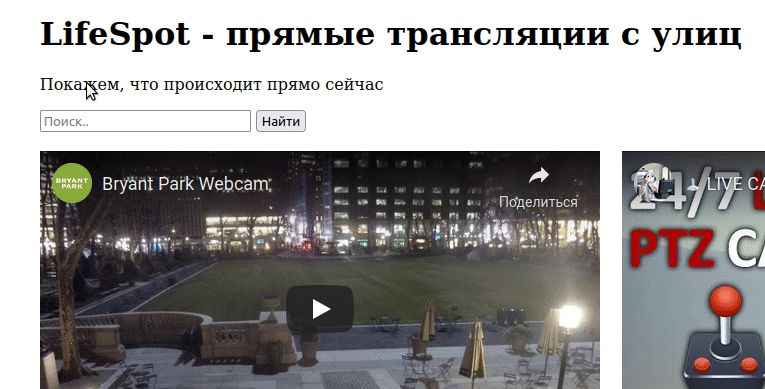 LifeSpot - прямые трансляции с улиц
Покажем, что происходит прямо сейчас
Поиск..
Найти
BRYANT PARK
Bryant Park Webcam
Поделиться
LIVE CA
24/7 L
PTZ CA